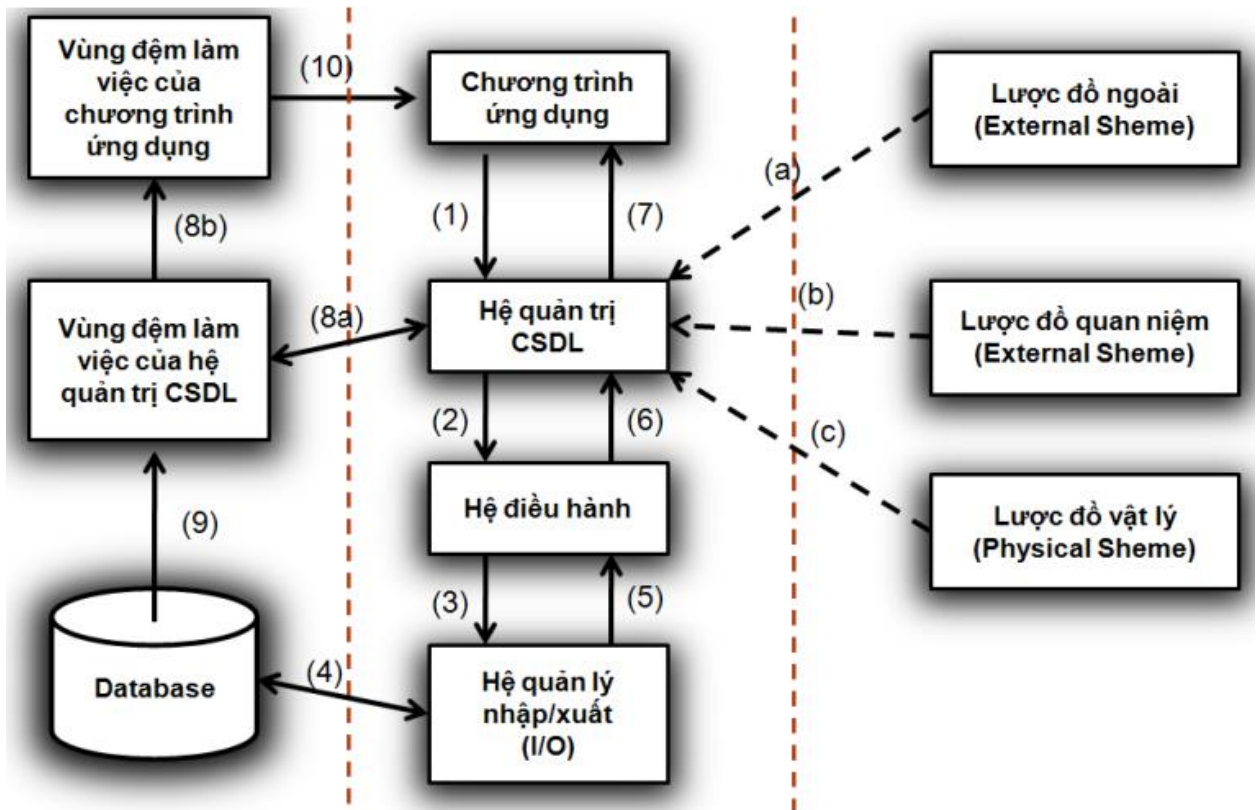 Vùng đệm làm
việc của
chương trình
ứng dụng
(10)
Chương trình
ứng dụng
Lược đồ ngoài
(External Sheme)
(a)
(8b)
(1)
(7)
Vùng đệm làm
việc của hệ
quản trị CSDL
(8a)
Hệ quản trị
CSDL
(b)
Lược đồ quan niệm
(External Sheme)
(2)
(6)
(c)
(9)
Hệ điều hành
Lược đồ vật lý
(Physical Sheme)
(3)
(5)
Database
(4)
Hệ quản lý
nhập/xuất
(I/O)